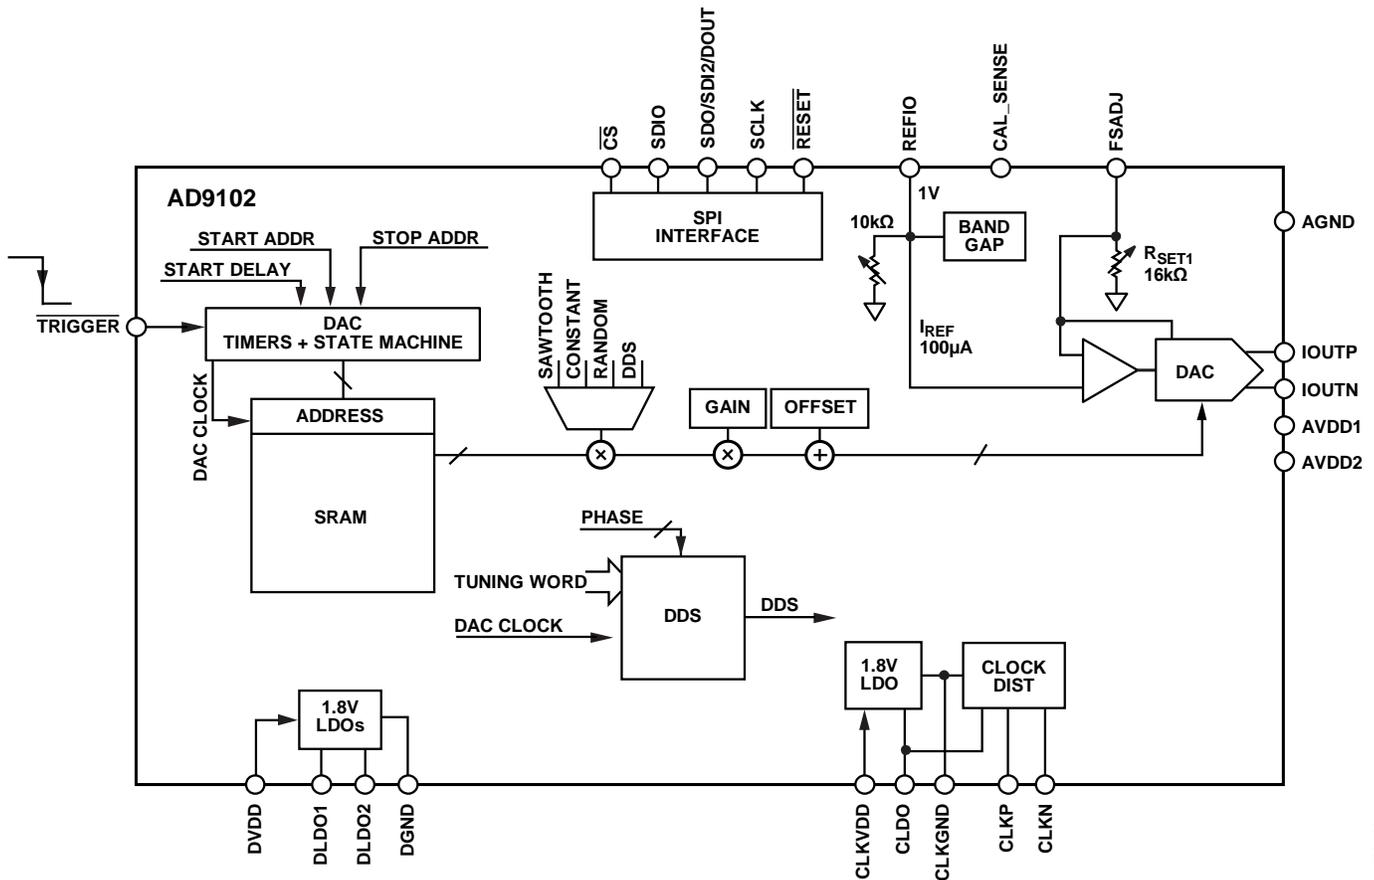 CS
SDIO
SDO/SDI2/DOUT
SCLK
RESET
REFIO
CAL_SENSE
FSADJ
AD9102
SPI
INTERFACE
1V
10kΩ
BAND
GAP
AGND
START ADDR
STOP ADDR
START DELAY
RSET1
16kΩ
TRIGGER
DAC
TIMERS + STATE MACHINE
SAWTOOTH
CONSTANT
RANDOM
DDS
IREF
100µA
DAC
IOUTP
IOUTN
AVDD1
AVDD2
DAC CLOCK
ADDRESS
GAIN
OFFSET
×
×
+
SRAM
PHASE
TUNING WORD
DAC CLOCK
DDS
DDS
1.8V
LDO
CLOCK
DIST
1.8V
LDOs
DVDD
DLDO1
DLDO2
DGND
CLKVDD
CLDO
CLKGND
CLKP
CLKN